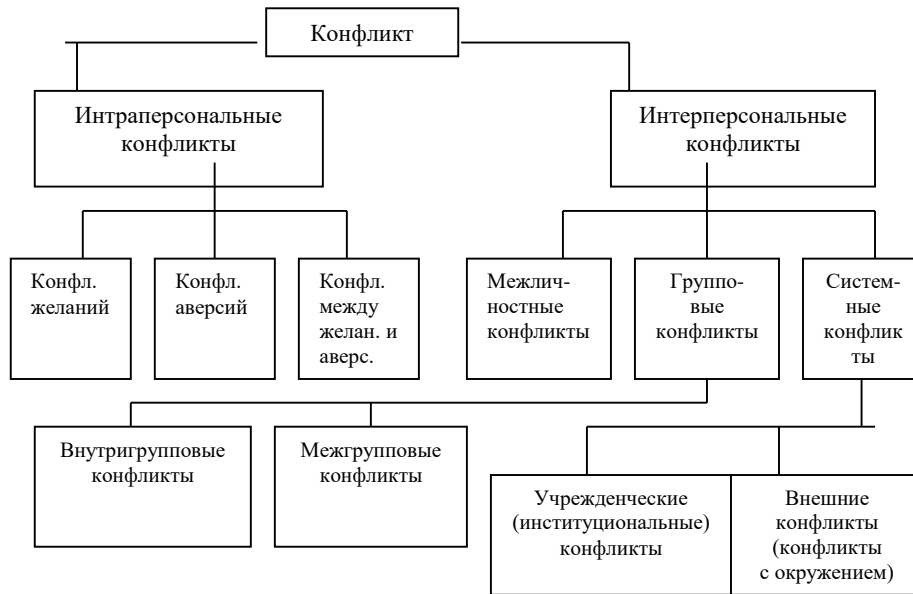 Конфликт
Интраперсональные
конфликты
Интерперсональные
конфликты
Конфл.
желаний
Конфл.
аверсий
Конфл.
между
желан. и
аверс.
Межлич-
ностные
конфликты
Группо-
вые
конфликты
Систем-
ные
конфлик
ты
Внутригрупповые
конфликты
Межгрупповые
конфликты
Учрежденческие
(институциональные)
конфликты
Внешние
конфликты
(конфликты
с окружением)